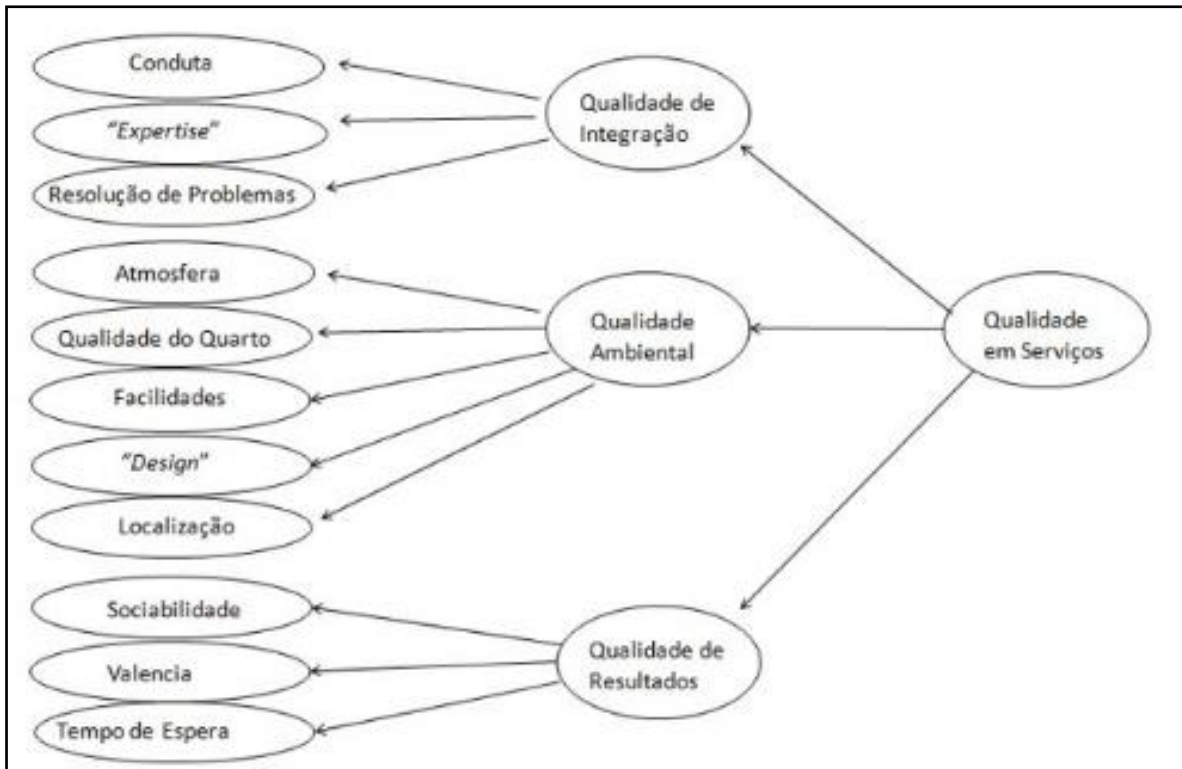 Conduta
"Expertise"
Resolução de Problemas
Atmosfera
Qualidade do Quarto
Facilidades
"Design"
Localização
Sociabilidade
Valencia
Tempo de Espera
Qualidade de
Integração
Qualidade
Ambiental
Qualidade de
Resultados
Qualidade
em Serviços